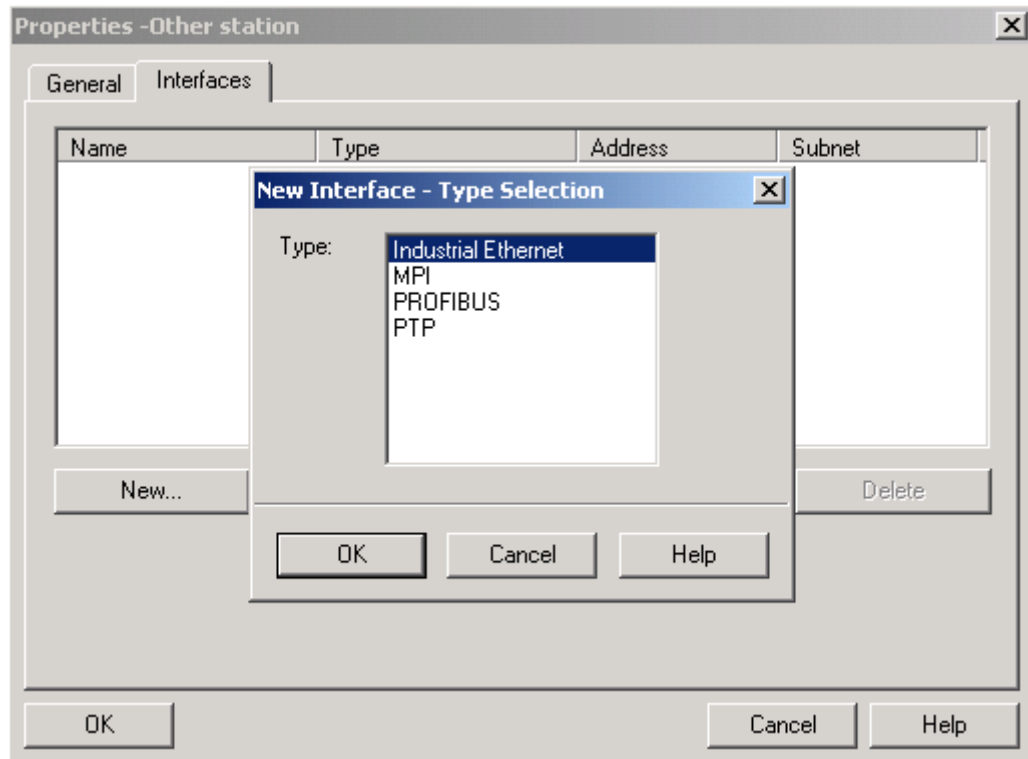 Properties -Other station
General Interfaces
Name Type Address Subnet
New Interface - Type Selection
Type:
Industrial Ethernet
MPI
PROFIBUS
PTP
New... Delete
OK Cancel Help
OK Cancel Help